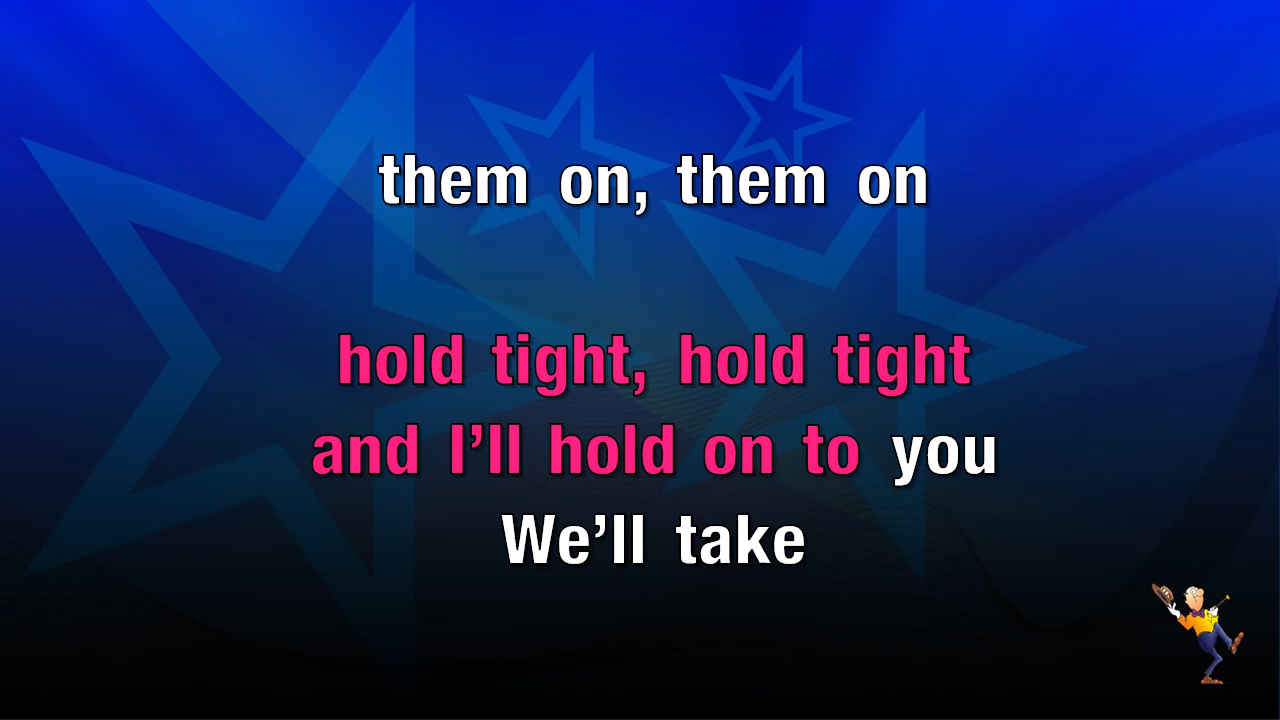 them on, them on
hold tight, hold tight
and I’ll hold on to you
We’ll take